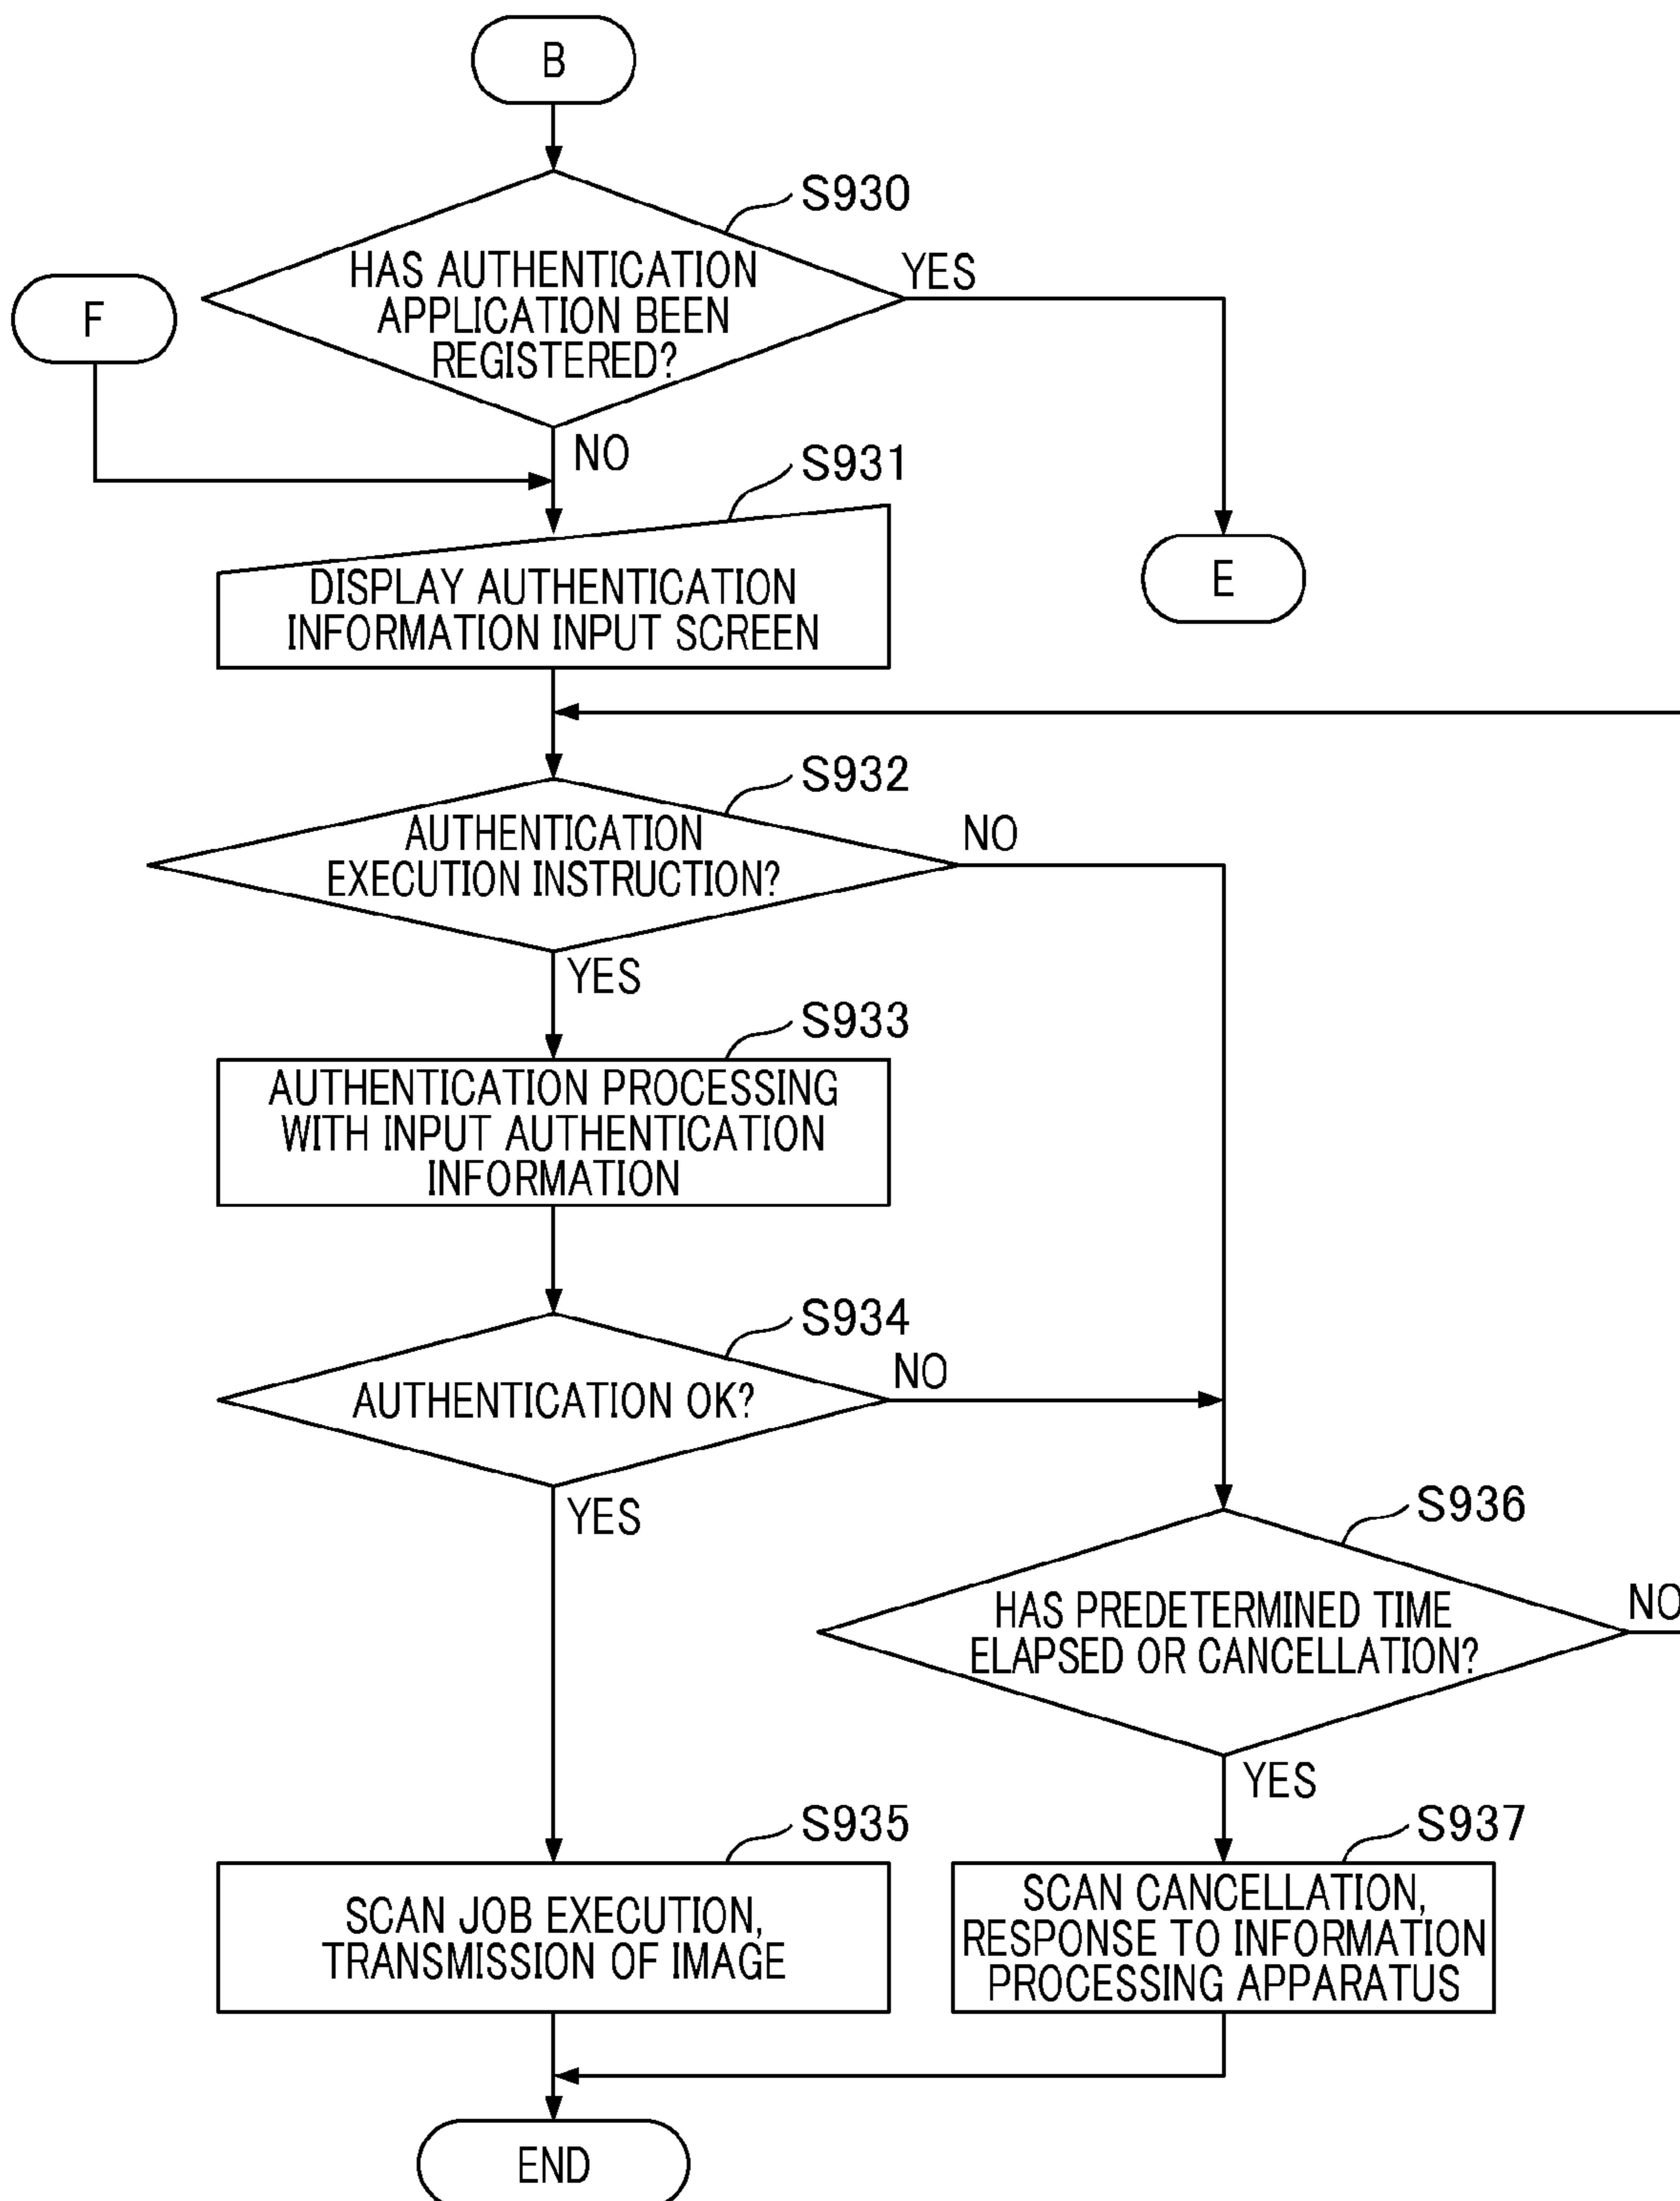 B
S930
HAS AUTHENTICATION
APPLICATION BEEN
REGISTERED?
YES
F
NO
S931
DISPLAY AUTHENTICATION
INFORMATION INPUT SCREEN
E
S932
AUTHENTICATION
EXECUTION INSTRUCTION?
NO
YES
S933
AUTHENTICATION PROCESSING
WITH INPUT AUTHENTICATION
INFORMATION
S934
AUTHENTICATION OK?
NO
YES
S936
HAS PREDETERMINED TIME
ELAPSED OR CANCELLATION?
NO
YES
S935
SCAN JOB EXECUTION,
TRANSMISSION OF IMAGE
S937
SCAN CANCELLATION,
RESPONSE TO INFORMATION
PROCESSING APPARATUS
END